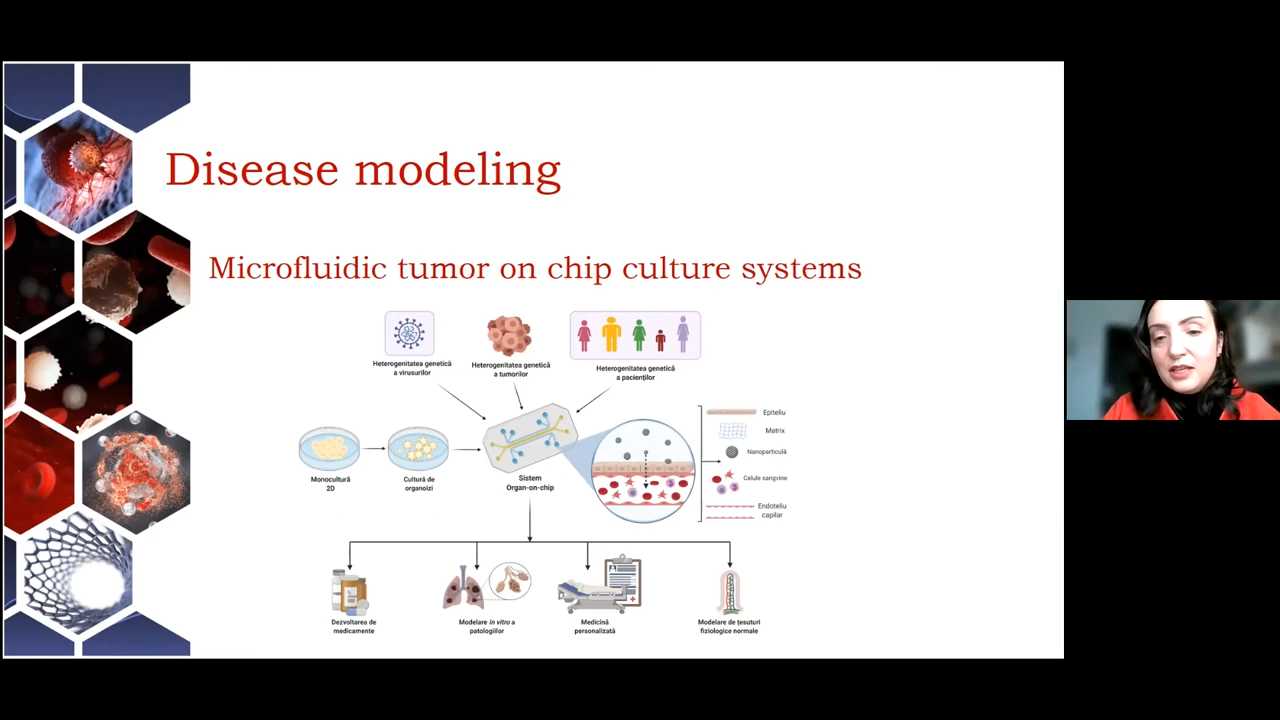 Disease modeling
Microfluidic tumor on chip culture systems
Heterogenitatea genetică
a virusurilor
Heterogenitatea genetică
a tumorilor
Heterogenitatea genetică
a pacienților
Monocultură
2D
Cultură de
organoizi
Sistem
Organ-on-chip
Epiteliu
Matrix
Nanoparticulă
Celule sangvine
Endoteliu
capilar
Dezvoltarea de
medicamente
Modelare in vitro a
patologiilor
Medicină
personalizată
Modelare de țesuturi
fiziologice normale